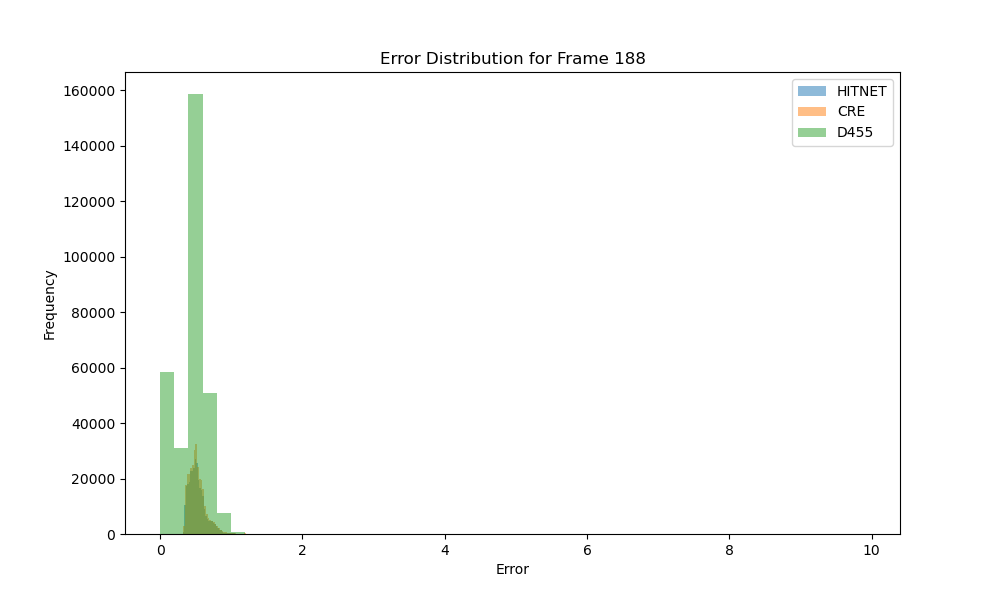 Error Distribution for Frame 188
HITNET
CRE
D455
160000
140000
120000
100000
80000
60000
40000
20000
0
Frequency
0 2 4 6 8 10
Error